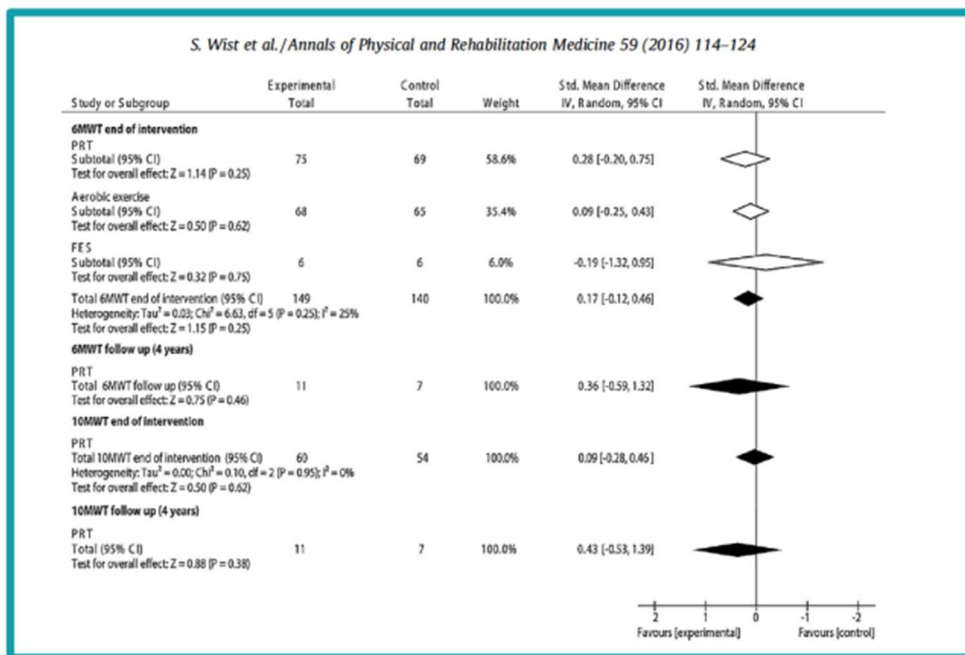 S. Wist et al./Annals of Physical and Rehabilitation Medicine 59 (2016) 114–124
Experimental Control Std. Mean Difference Std. Mean Difference
Study or Subgroup Total Total Weight IV, Random, 95% CI IV, Random, 95% CI
6MWT end of intervention
PRT
Subtotal (95% CI) 75 69 58.6% 0.28 [-0.20, 0.75]
Test for overall effect: Z = 1.14 (P = 0.25)
Aerobic exercise
Subtotal (95% CI) 68 65 35.4% 0.09 [-0.25, 0.43]
Test for overall effect: Z = 0.50 (P = 0.62)
FES
Subtotal (95% CI) 6 6 6.0% -0.19 [-1.32, 0.95]
Test for overall effect: Z = 0.32 (P = 0.75)
Total 6MWT end of intervention (95% CI) 149 140 100.0% 0.17 [-0.12, 0.46]
Heterogeneity: Tau² = 0.03; Chi² = 6.63, df = 5 (P = 0.25); I² = 25%
Test for overall effect: Z = 1.15 (P = 0.25)
6MWT follow up (4 years)
PRT
Total 6MWT follow up (95% CI) 11 7 100.0% 0.36 [-0.59, 1.32]
Test for overall effect: Z = 0.75 (P = 0.46)
10MWT end of intervention
PRT
Total 10MWT end of intervention (95% CI) 60 54 100.0% 0.09 [-0.28, 0.46]
Heterogeneity: Tau² = 0.00; Chi² = 0.10, df = 2 (P = 0.95); I² = 0%
Test for overall effect: Z = 0.50 (P = 0.62)
10MWT follow up (4 years)
PRT
Total (95% CI) 11 7 100.0% 0.43 [-0.53, 1.39]
Test for overall effect: Z = 0.88 (P = 0.38)
2 1 0 -1 -2
Favours [experimental] Favours [control]